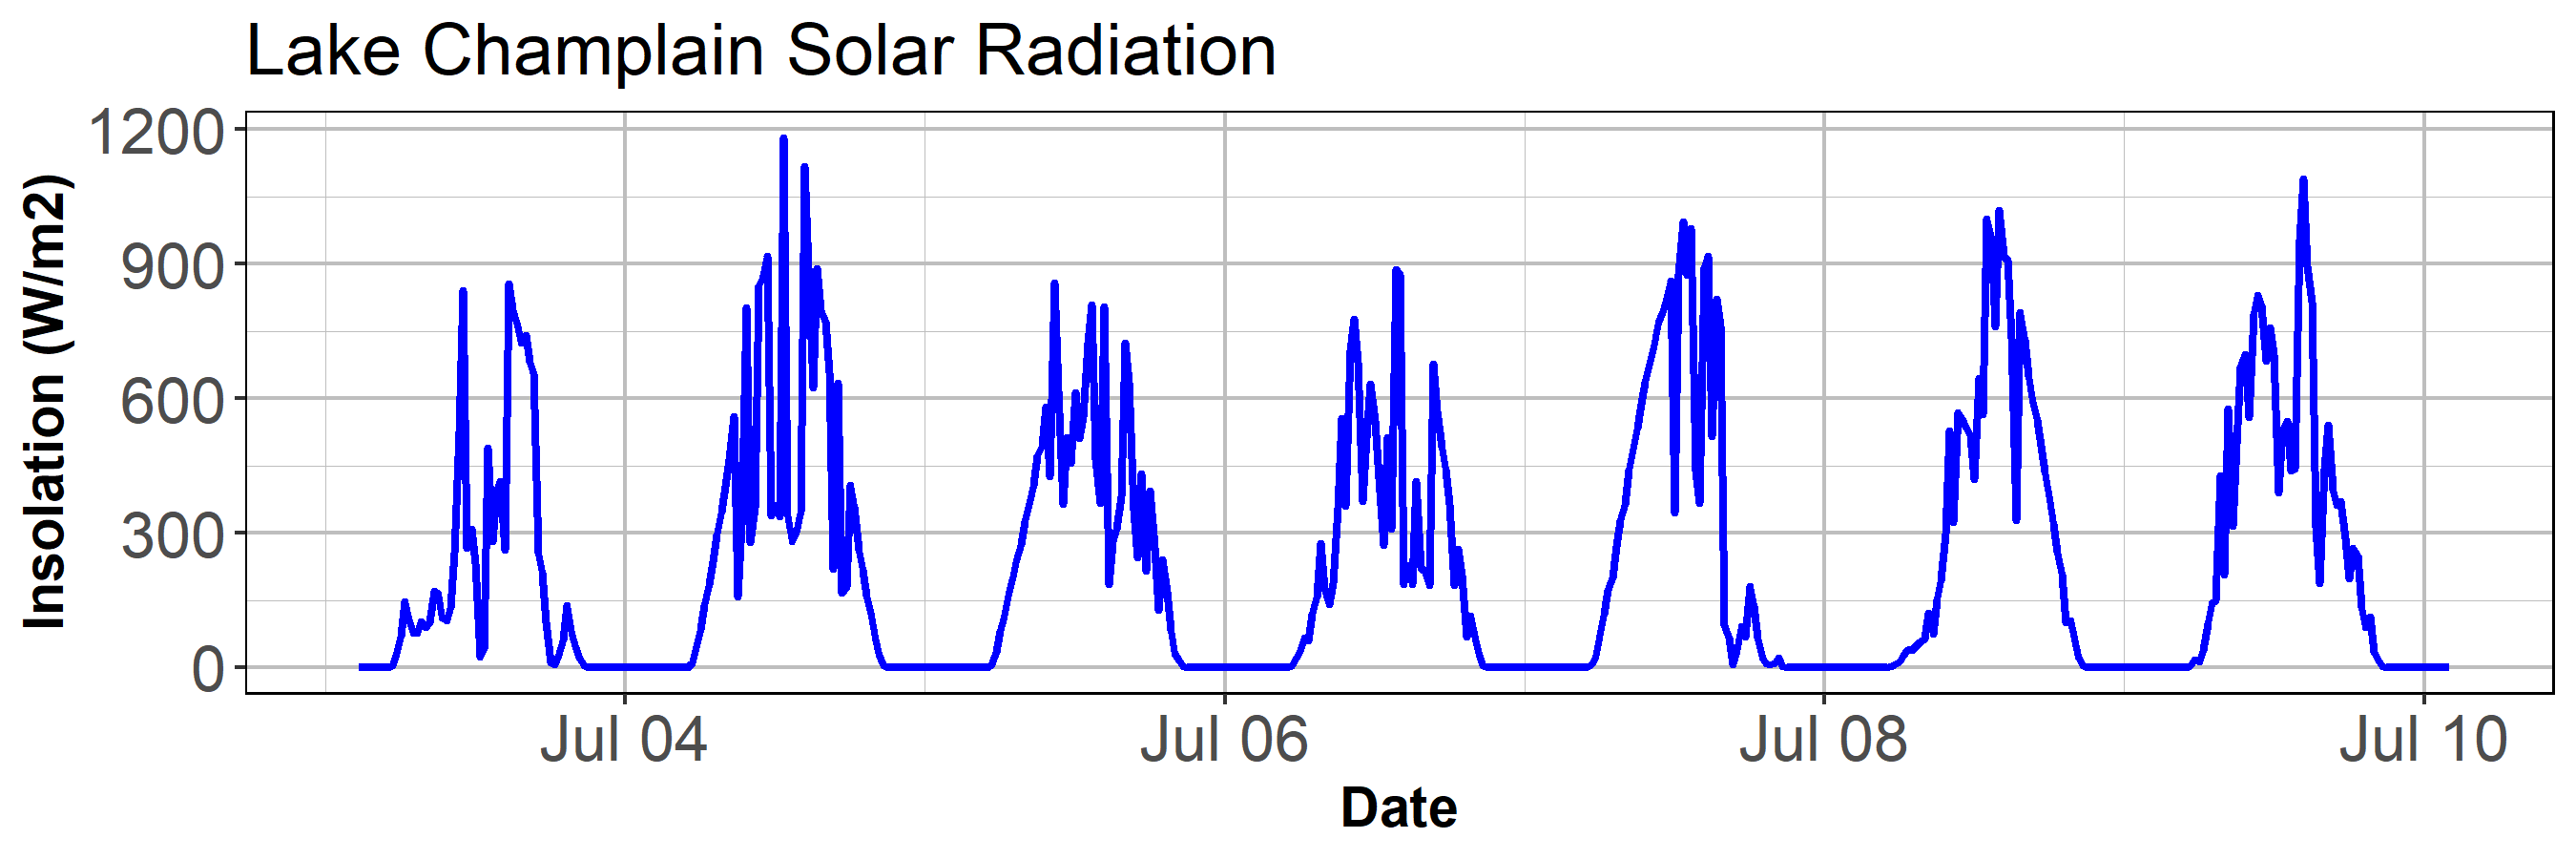 Lake Champlain Solar Radiation
Insolation (W/m2)
1200
900
600
300
0
Jul 04
Jul 06
Jul 08
Jul 10
Date